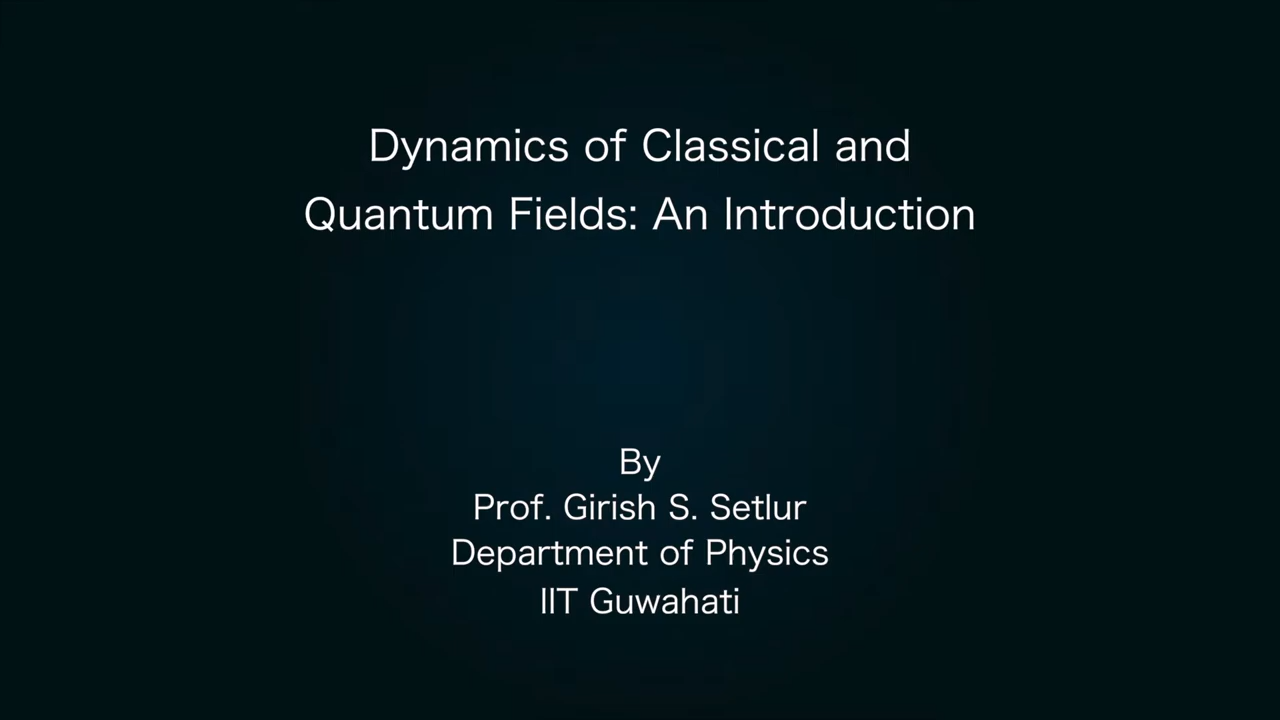 Dynamics of Classical and
Quantum Fields: An Introduction
By
Prof. Girish S. Setlur
Department of Physics
IIT Guwahati